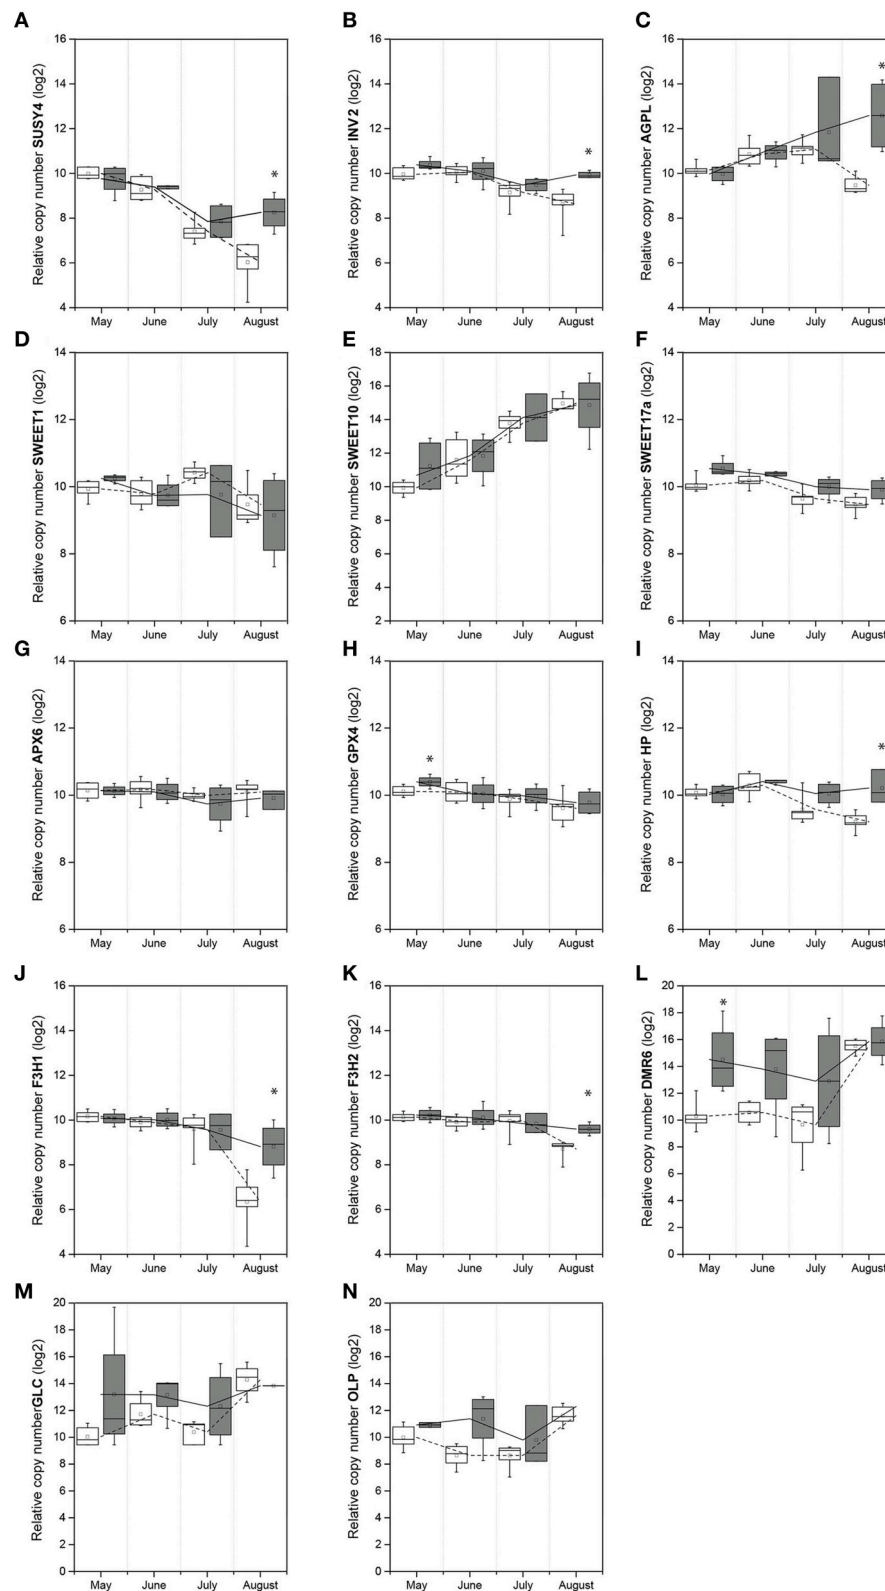 A
Relative copy number SUSY4 (log2)
16
14
12
10
8
6
4
*
May June July August
B
Relative copy number INV2 (log2)
16
14
12
10
8
6
4
*
May June July August
C
Relative copy number AGPL (log2)
16
14
12
10
8
6
4
*
May June July August
D
Relative copy number SWEET1 (log2)
14
12
10
8
6
May June July August
E
Relative copy number SWEET10 (log2)
18
16
14
12
10
8
6
4
2
May June July August
F
Relative copy number SWEET17a (log2)
14
12
10
8
6
May June July August
G
Relative copy number APX6 (log2)
14
12
10
8
6
May June July August
H
Relative copy number GPX4 (log2)
14
12
10
8
6
*
May June July August
I
Relative copy number HP (log2)
14
12
10
8
6
*
May June July August
J
Relative copy number F3H1 (log2)
16
14
12
10
8
6
4
*
May June July August
K
Relative copy number F3H2 (log2)
16
14
12
10
8
6
4
*
May June July August
L
Relative copy number DMR6 (log2)
20
18
16
14
12
10
8
6
4
2
0
*
May June July August
M
Relative copy numberGLC (log2)
20
18
16
14
12
10
8
6
4
2
0
May June July August
N
Relative copy number OLP (log2)
20
18
16
14
12
10
8
6
4
2
0
May June July August